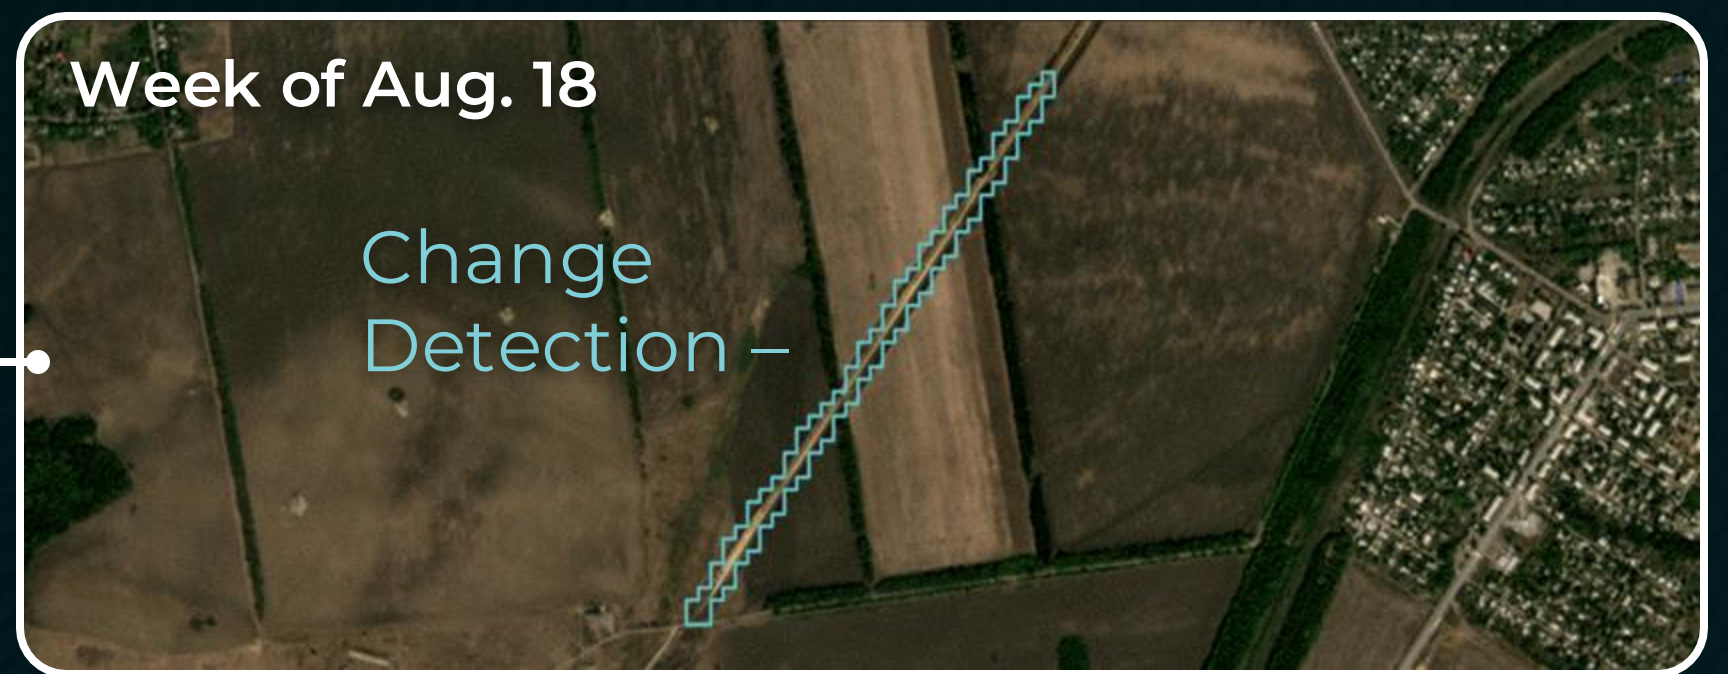 Week of Aug. 18
Change
Detection –